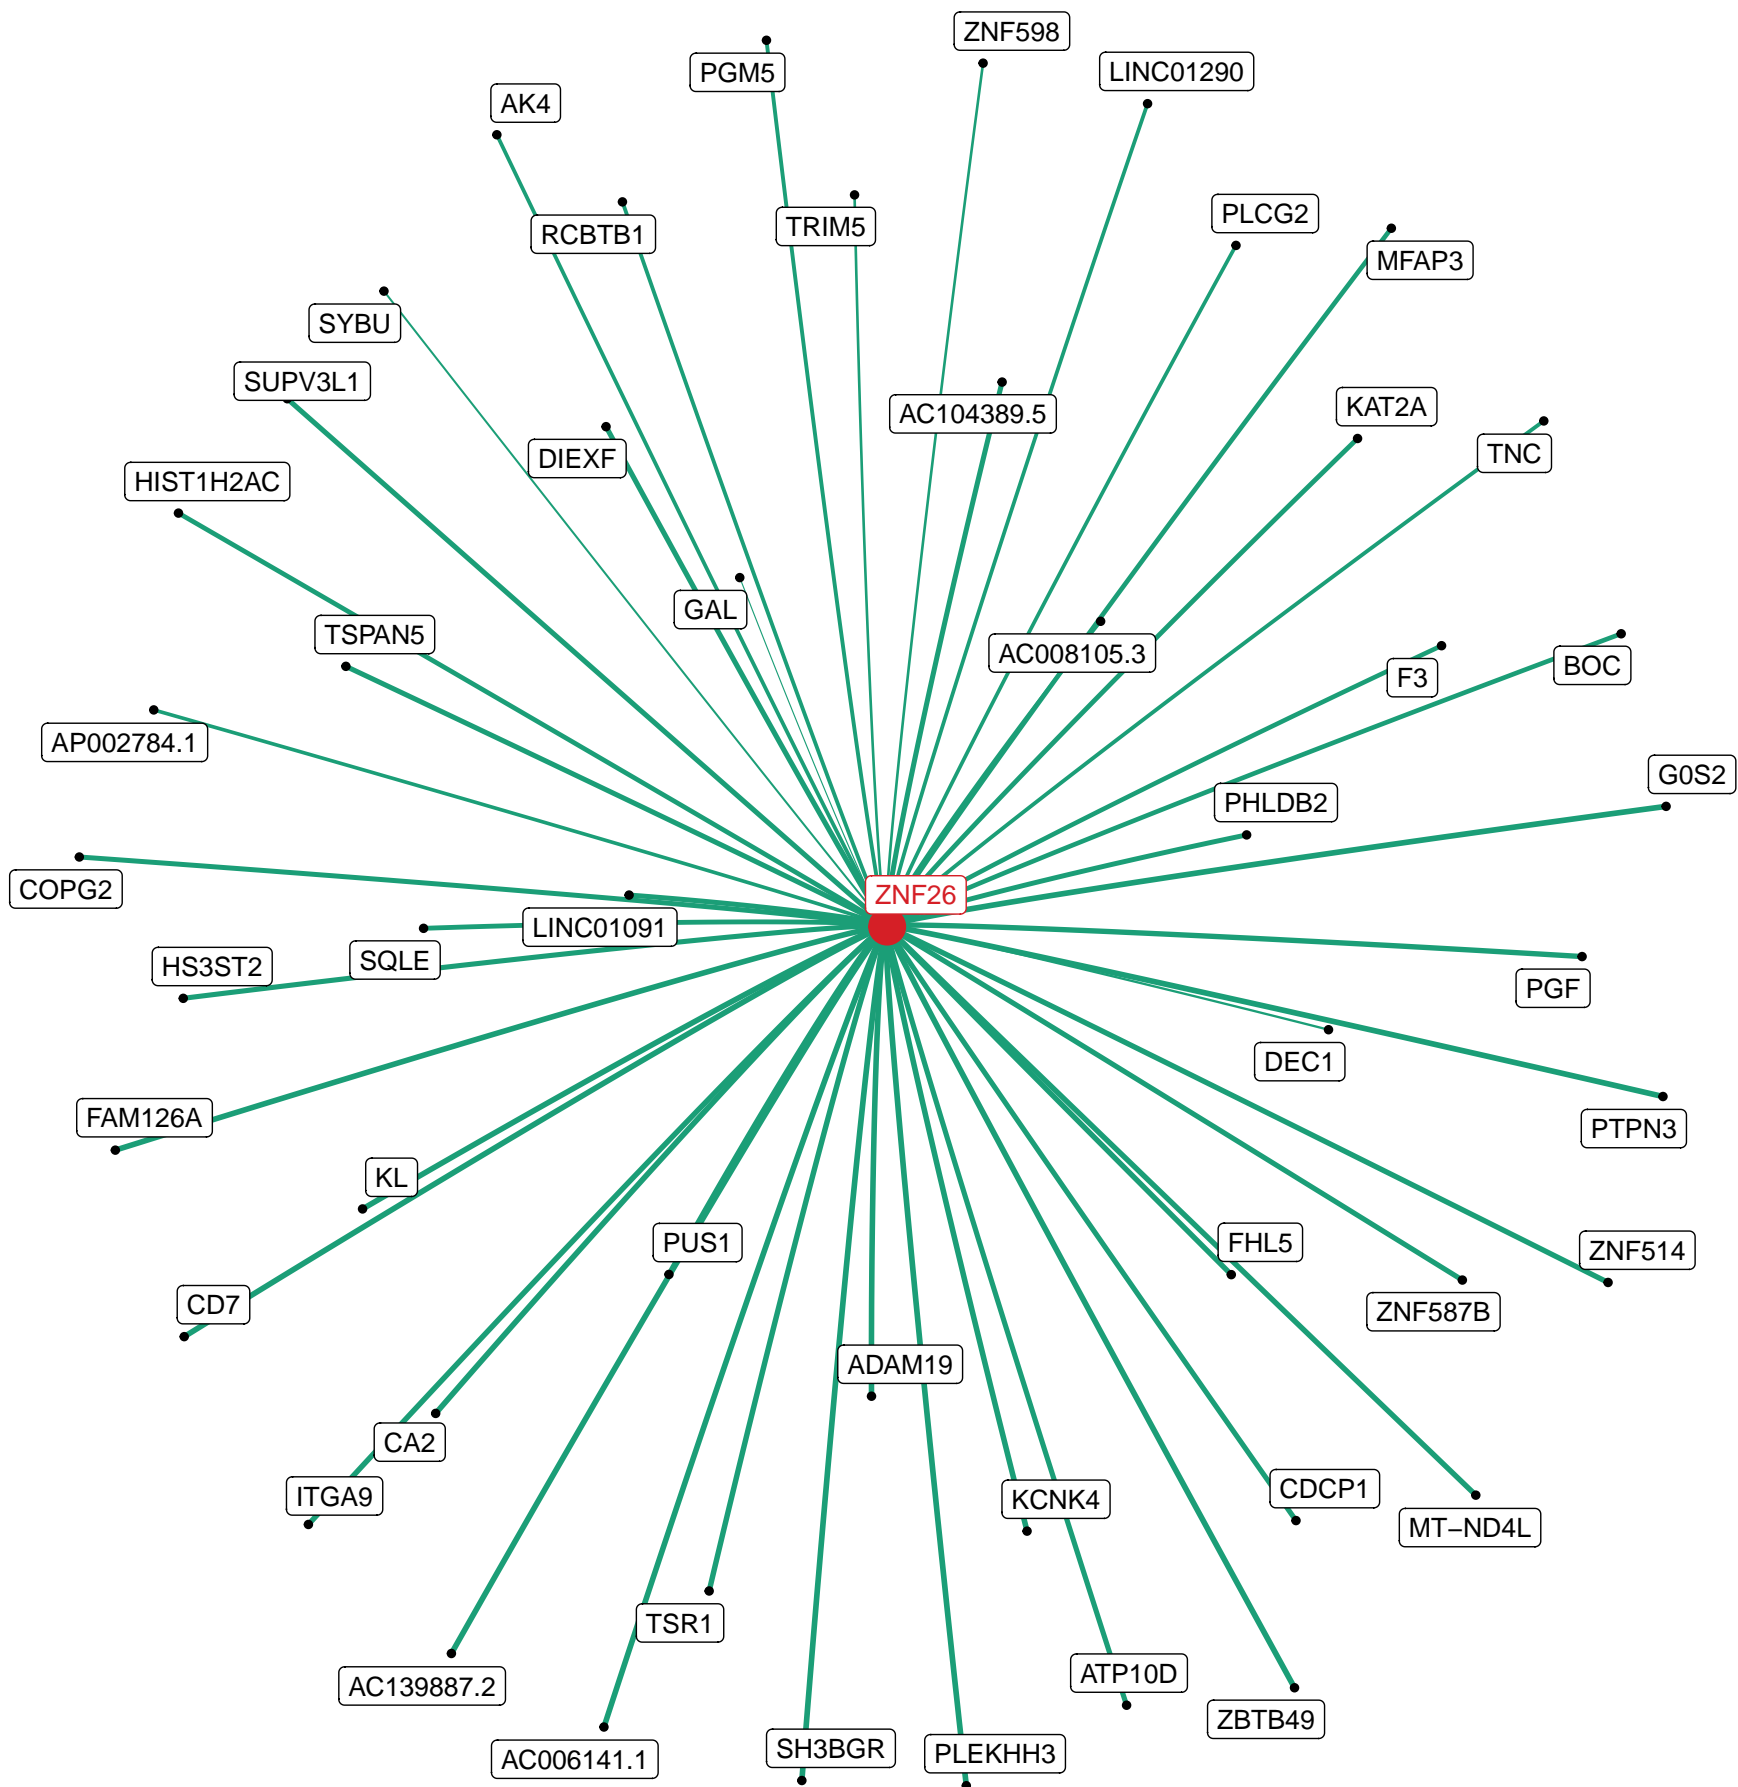 ZNF598
PGM5
LINC01290
AK4
PLCG2
TRIM5
RCBTB1
MFAP3
SYBU
SUPV3L1
KAT2A
AC104389.5
TNC
DIEXF
HIST1H2AC
GAL
TSPAN5
AC008105.3
BOC
F3
AP002784.1
G0S2
PHLDB2
COPG2
ZNF26
LINC01091
SQLE
HS3ST2
PGF
DEC1
FAM126A
PTPN3
KL
PUS1
FHL5
ZNF514
CD7
ZNF587B
ADAM19
CA2
CDCP1
ITGA9
KCNK4
MT−ND4L
TSR1
ATP10D
AC139887.2
ZBTB49
SH3BGR
PLEKHH3
AC006141.1